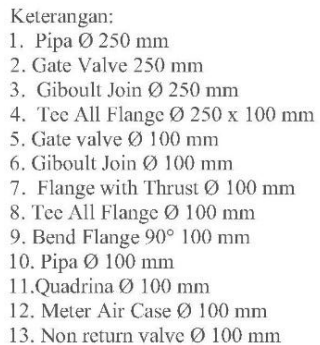 Keterangan:
1. Pipa Ø 250 mm
2. Gate Valve 250 mm
3. Giboult Join Ø 250 mm
4. Tee All Flange Ø 250 x 100 mm
5. Gate valve Ø 100 mm
6. Giboult Join Ø 100 mm
7. Flange with Thrust Ø 100 mm
8. Tee All Flange Ø 100 mm
9. Bend Flange 90° 100 mm
10. Pipa Ø 100 mm
11.Quadrina Ø 100 mm
12. Meter Air Case Ø 100 mm
13. Non return valve Ø 100 mm